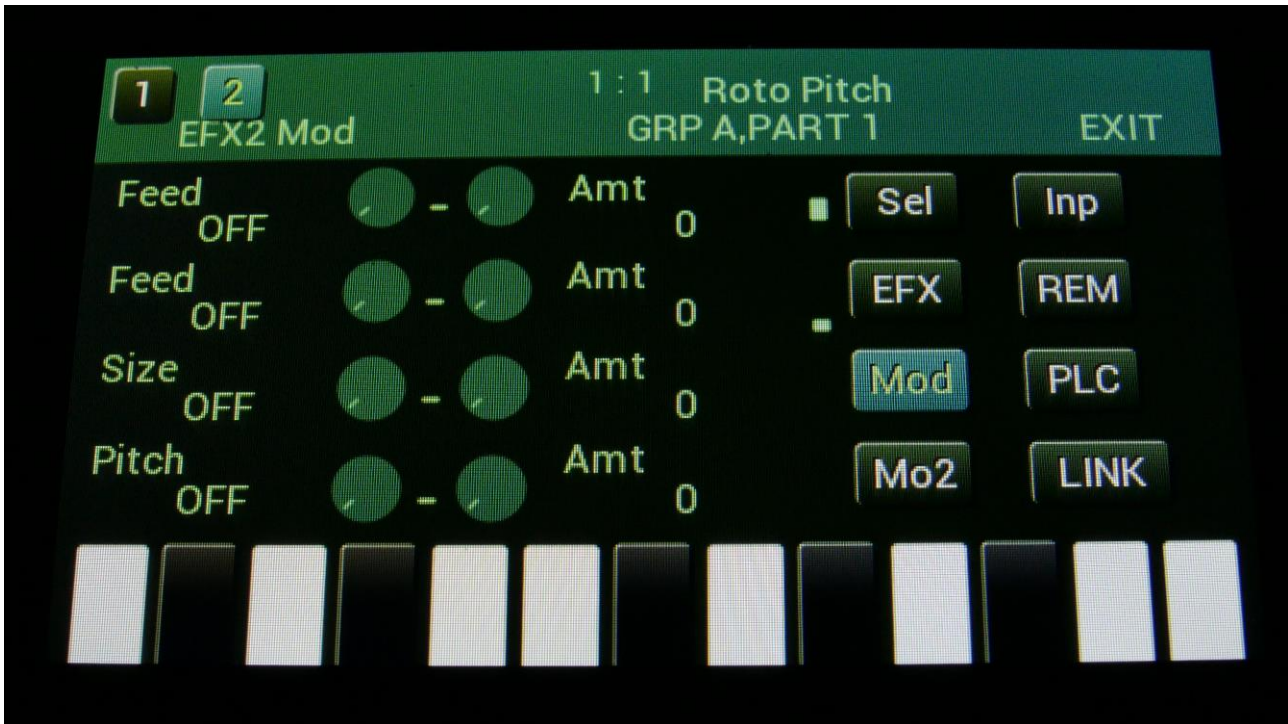 1 2 1 : 1 Roto Pitch
EFX2 Mod GRP A,PART 1 EXIT
Feed Amt Sel Inp
OFF 0
Feed Amt EFX REM
OFF 0
Size Amt Mod PLC
OFF 0
Pitch Amt Mo2 LINK
OFF 0